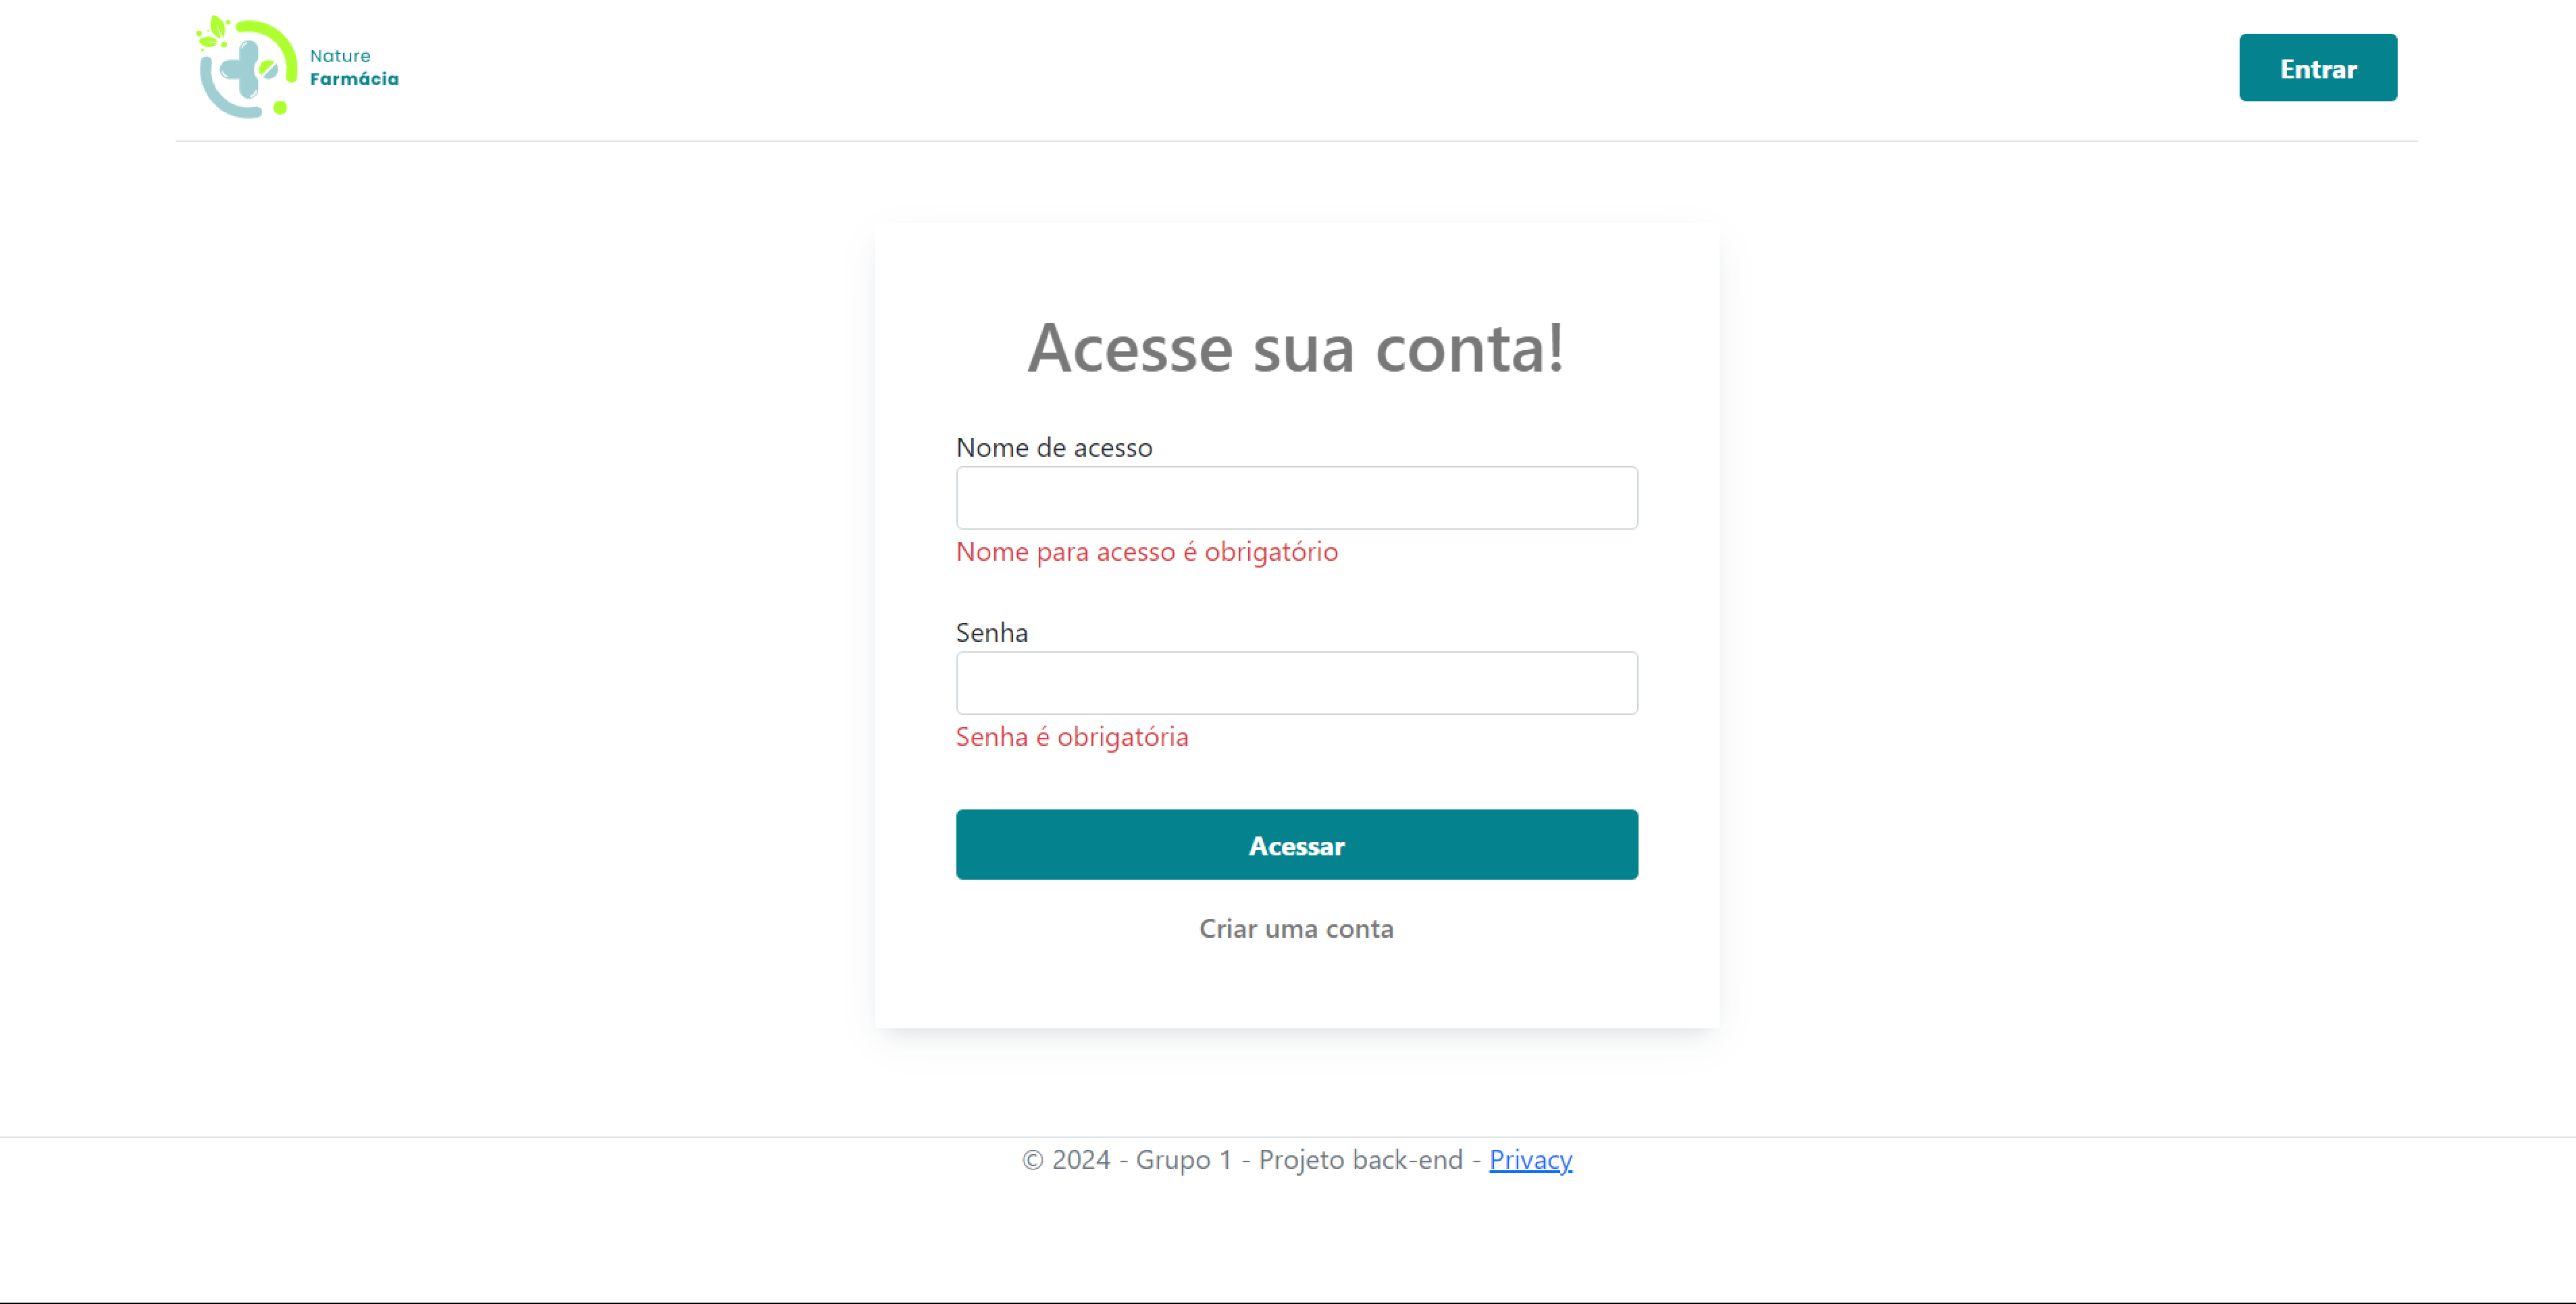 Nature
Farmácia
Entrar
Acesse sua conta!
Nome de acesso
Nome para acesso é obrigatório
Senha
Senha é obrigatória
Acessar
Criar uma conta
© 2024 - Grupo 1 - Projeto back-end - Privacy